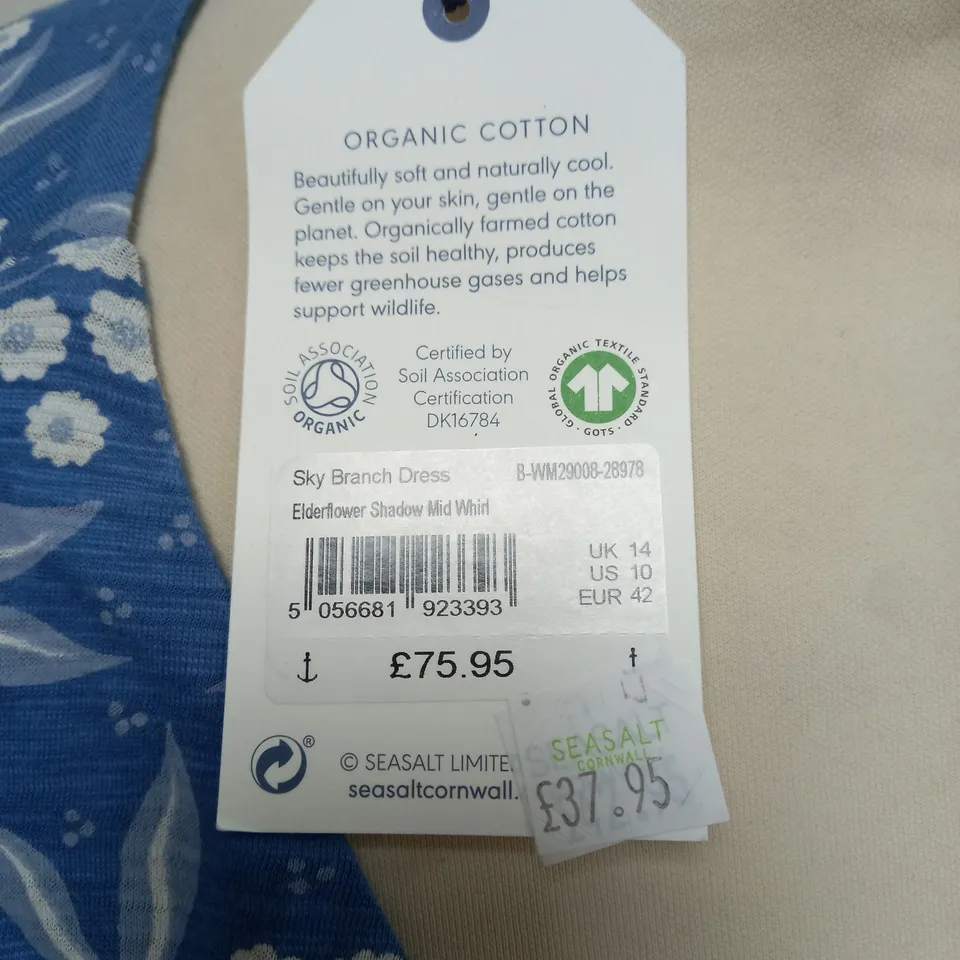 ORGANIC COTTON
Beautifully soft and naturally cool.
Gentle on your skin, gentle on the
planet. Organically farmed cotton
keeps the soil healthy, produces
fewer greenhouse gases and helps
support wildlife.
SOIL ASSOCIATION
ORGANIC
Certified by
Soil Association
Certification
DK16784
GLOBAL ORGANIC TEXTILE STANDARD
· GOTS ·
Sky Branch Dress
B-WM29008-28978
Elderflower Shadow Mid Whirl
5 056681 923393
UK 14
US 10
EUR 42
£75.95
®
© SEASALT LIMITE
seasaltcornwall.
SEASALT
CORNWALL
£37.95